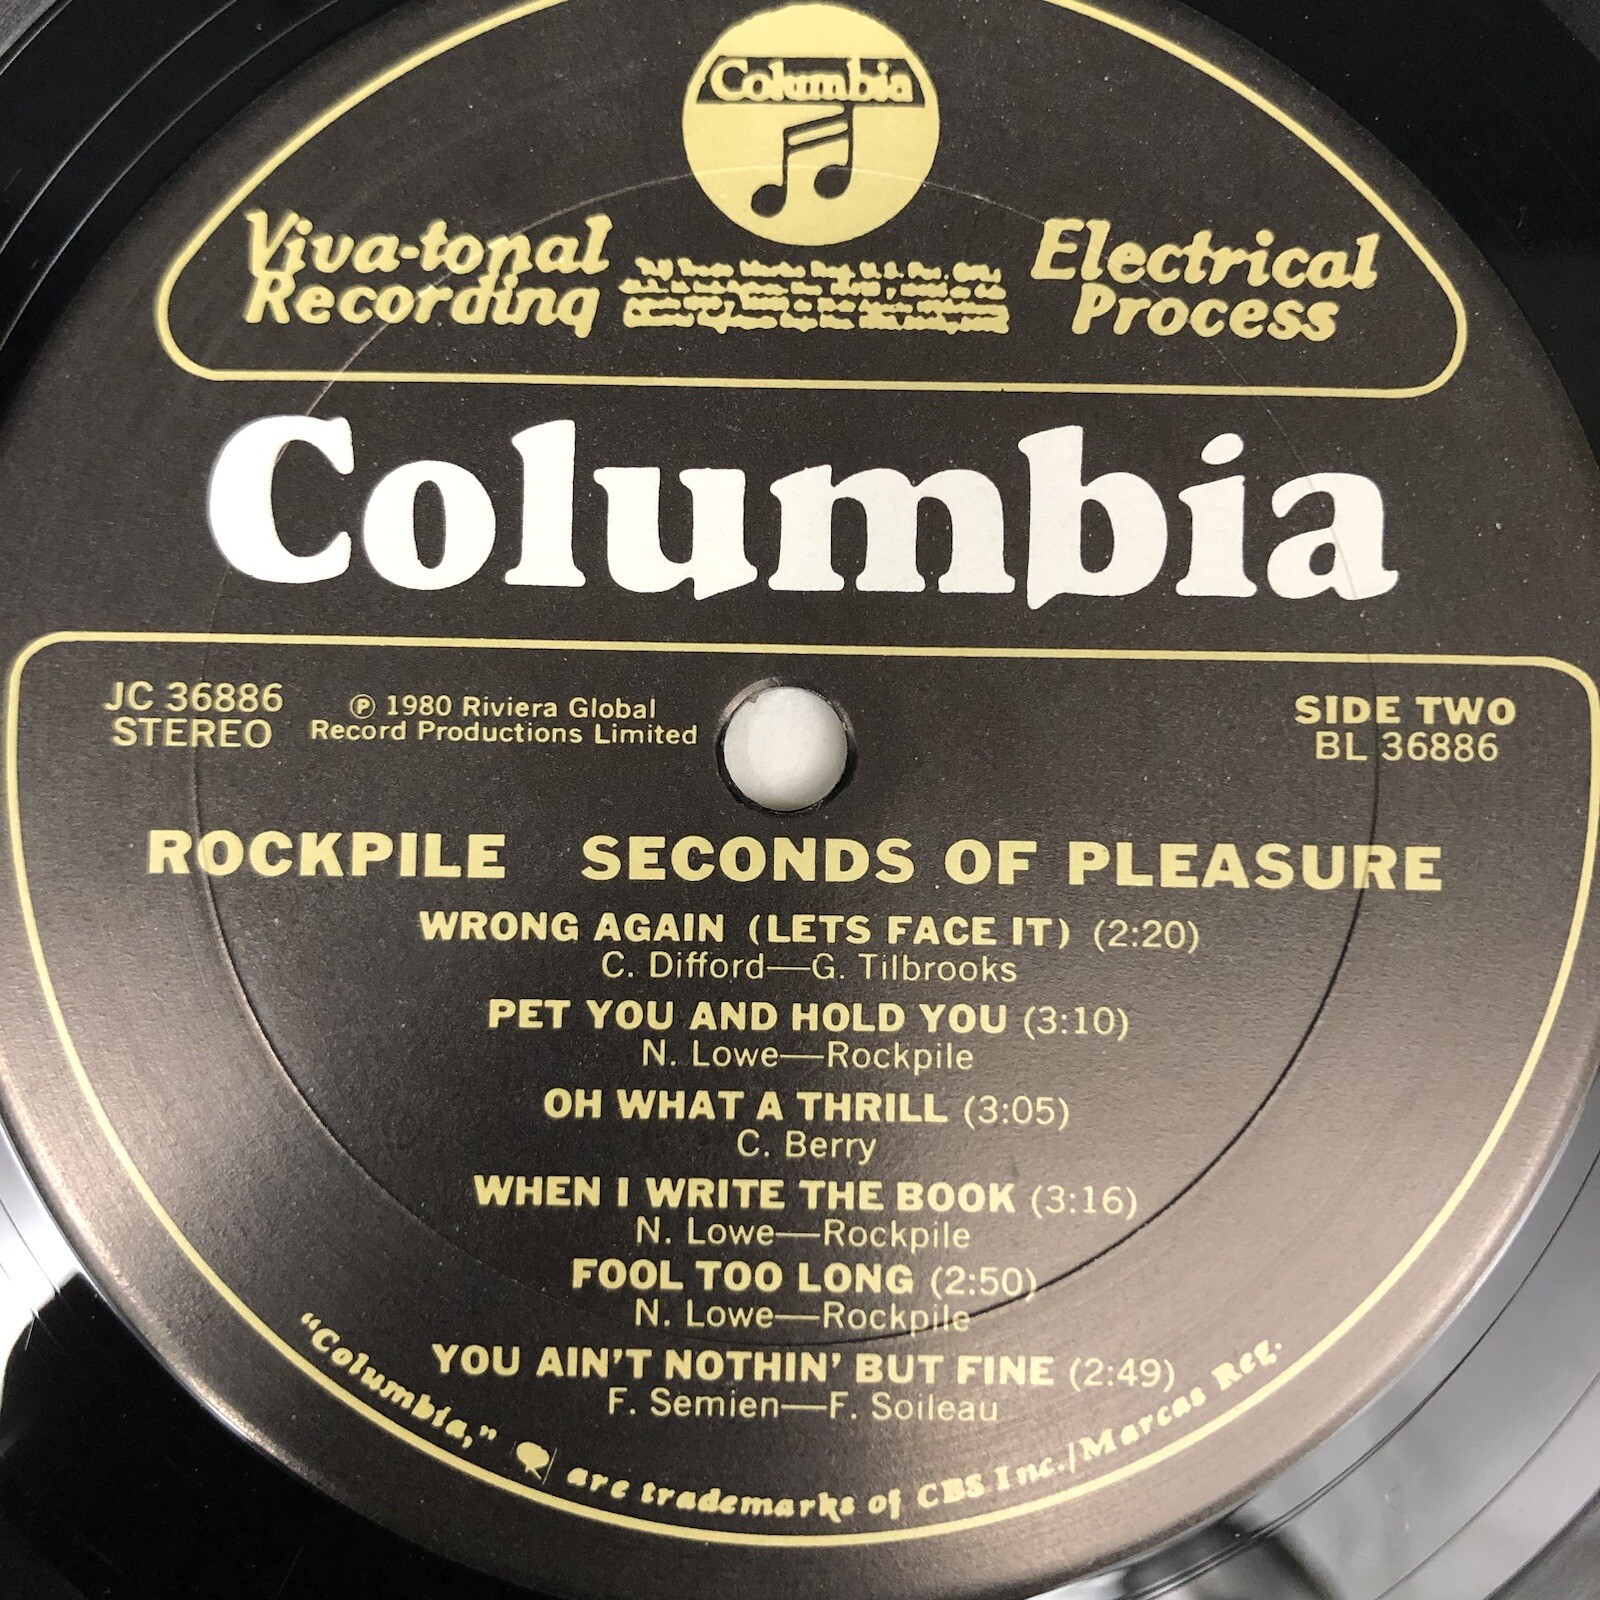 Columbia
Viva-tonal
Recording
Electrical
Process
Columbia
JC 36886
STEREO
℗ 1980 Riviera Global
Record Productions Limited
SIDE TWO
BL 36886
ROCKPILE SECONDS OF PLEASURE
WRONG AGAIN (LETS FACE IT) (2:20)
C. Difford—G. Tilbrooks
PET YOU AND HOLD YOU (3:10)
N. Lowe—Rockpile
OH WHAT A THRILL (3:05)
C. Berry
WHEN I WRITE THE BOOK (3:16)
N. Lowe—Rockpile
FOOL TOO LONG (2:50)
N. Lowe—Rockpile
YOU AIN'T NOTHIN' BUT FINE (2:49)
F. Semien—F. Soileau
"Columbia," are trademarks of CBS Inc./Marcas Reg.